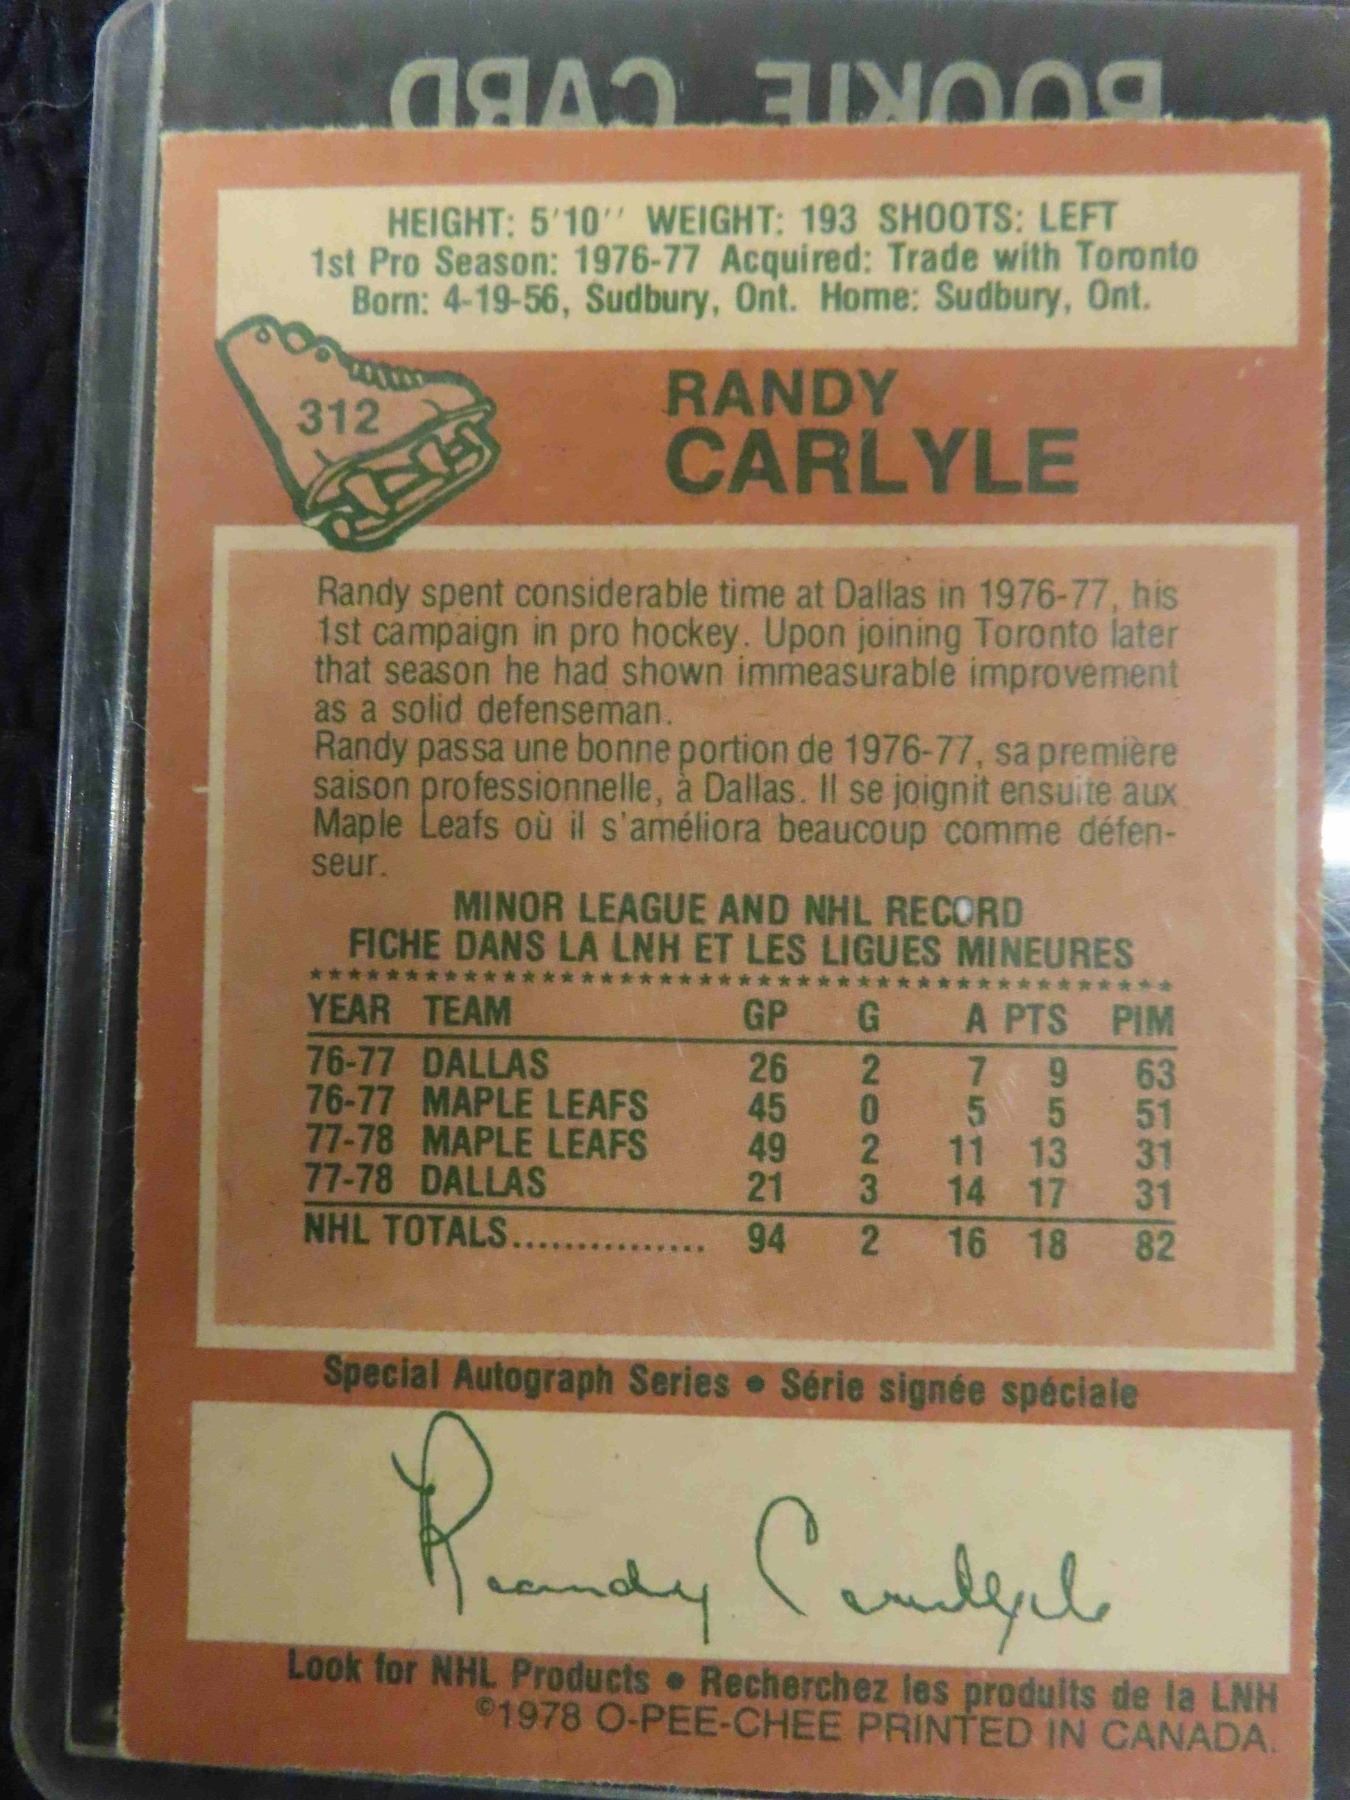 ROOKIE CARD
HEIGHT: 5'10'' WEIGHT: 193 SHOOTS: LEFT
1st Pro Season: 1976-77 Acquired: Trade with Toronto
Born: 4-19-56, Sudbury, Ont. Home: Sudbury, Ont.
312
RANDY
CARLYLE
Randy spent considerable time at Dallas in 1976-77, his
1st campaign in pro hockey. Upon joining Toronto later
that season he had shown immeasurable improvement
as a solid defenseman.
Randy passa une bonne portion de 1976-77, sa première
saison professionnelle, à Dallas. Il se joignit ensuite aux
Maple Leafs où il s'améliora beaucoup comme défen-
seur.
MINOR LEAGUE AND NHL RECORD
FICHE DANS LA LNH ET LES LIGUES MINEURES
YEAR TEAM GP G A PTS PIM
76-77 DALLAS 26 2 7 9 63
76-77 MAPLE LEAFS 45 0 5 5 51
77-78 MAPLE LEAFS 49 2 11 13 31
77-78 DALLAS 21 3 14 17 31
NHL TOTALS............... 94 2 16 18 82
Special Autograph Series • Série signée spéciale
Randy Carlyle
Look for NHL Products • Recherchez les produits de la LNH
©1978 O-PEE-CHEE PRINTED IN CANADA.